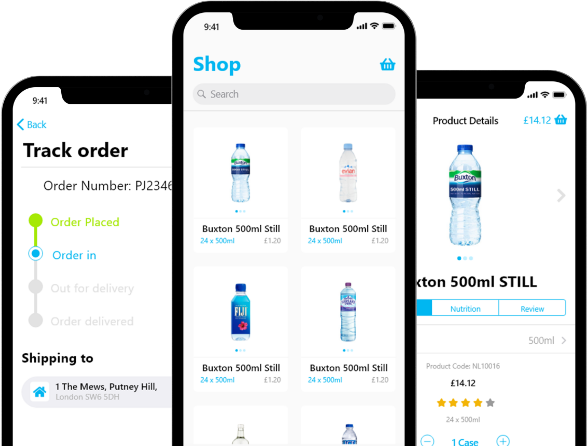 9:41
Back
Track order
Order Number: PJ2346
Order Placed
Order in
Out for delivery
Order delivered
Shipping to
1 The Mews, Putney Hill,
London SW6 5DH
9:41
Shop
Search
Buxton
Buxton 500ml Still
24 x 500ml £1.20
Buxton 500ml Still
24 x 500ml £1.20
FIJI
Buxton 500ml Still
24 x 500ml £1.20
Buxton 500ml Still
24 x 500ml £1.20
Product Details £14.12
Buxton
xton 500ml STILL
Nutrition Review
500ml
Product Code: NL10016
£14.12
24 x 500ml
1 Case